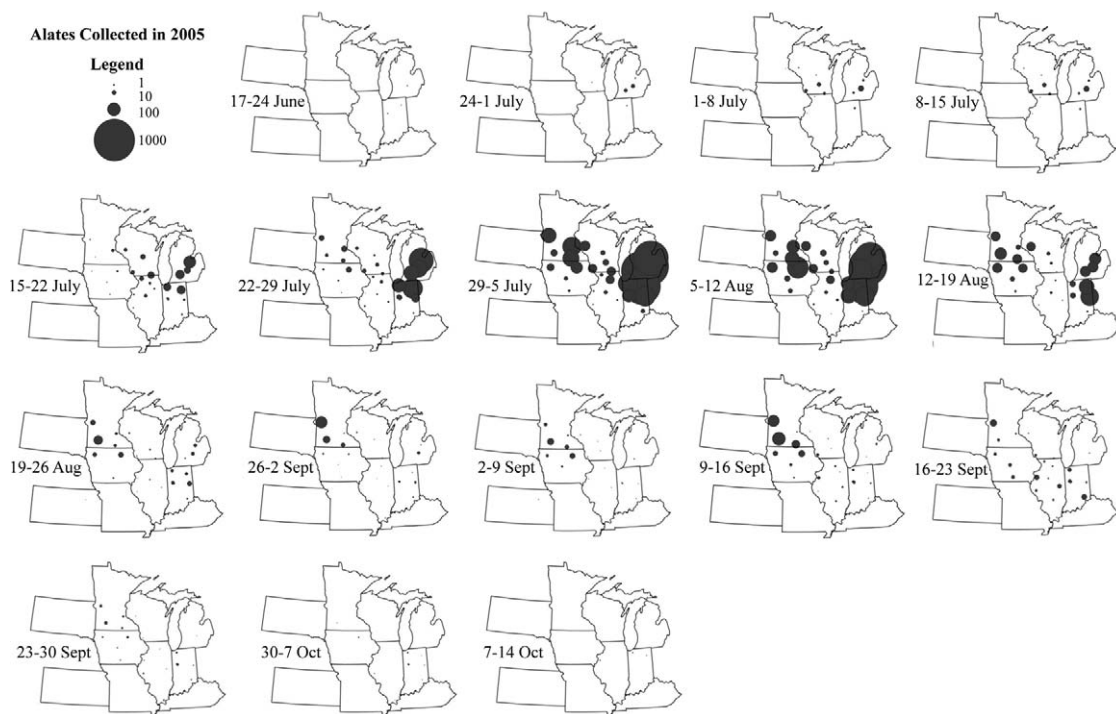 Alates Collected in 2005
Legend
1
10
100
1000
17-24 June
24-1 July
1-8 July
8-15 July
15-22 July
22-29 July
29-5 July
5-12 Aug
12-19 Aug
19-26 Aug
26-2 Sept
2-9 Sept
9-16 Sept
16-23 Sept
23-30 Sept
30-7 Oct
7-14 Oct